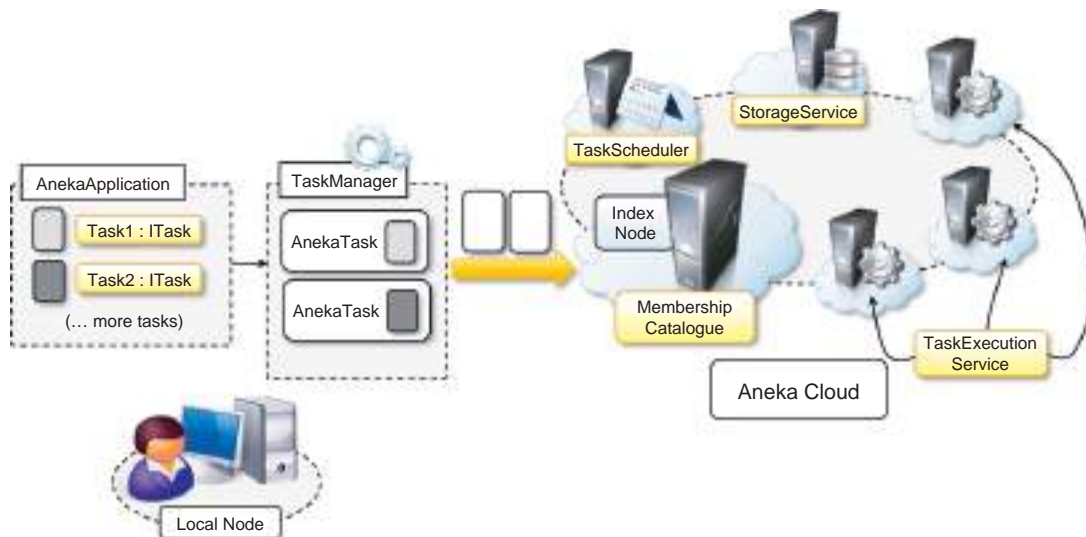 AnekaApplication
Task1 : ITask
Task2 : ITask
(... more tasks)
TaskManager
AnekaTask
AnekaTask
Local Node
TaskScheduler
StorageService
Index
Node
Membership
Catalogue
TaskExecution
Service
Aneka Cloud